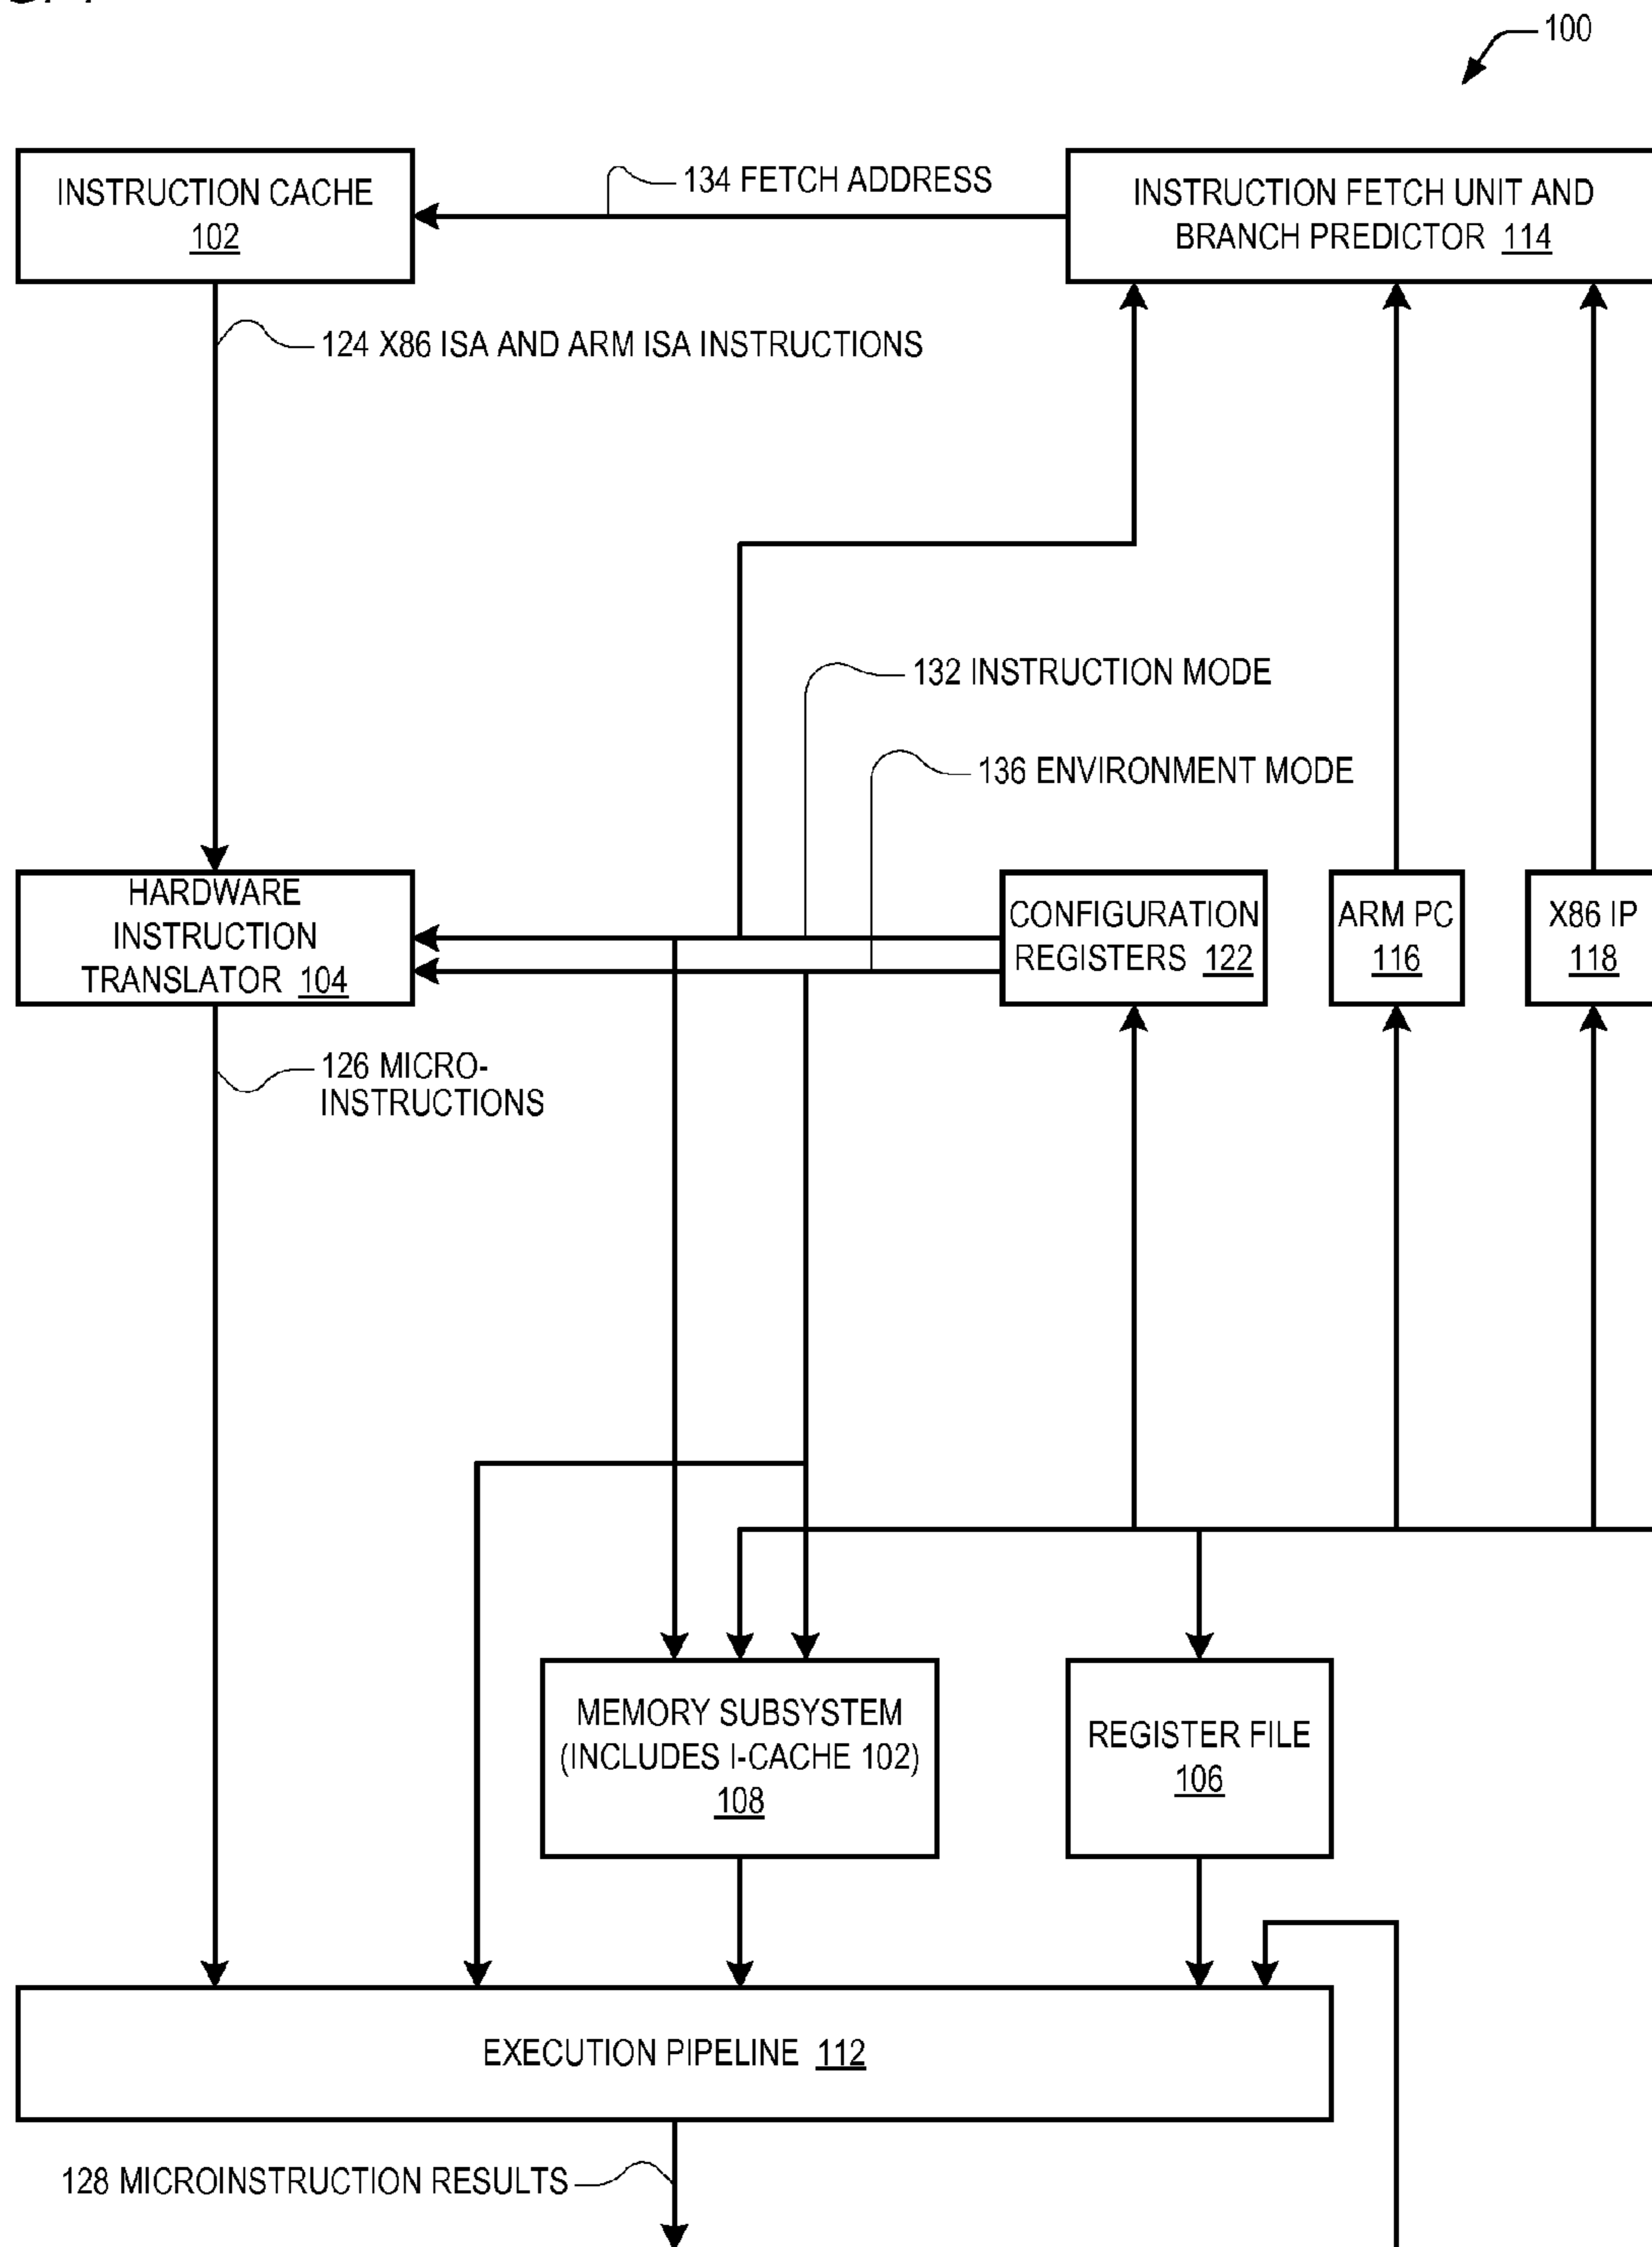 100
134 FETCH ADDRESS
INSTRUCTION CACHE
102
INSTRUCTION FETCH UNIT AND
BRANCH PREDICTOR 114
124 X86 ISA AND ARM ISA INSTRUCTIONS
132 INSTRUCTION MODE
136 ENVIRONMENT MODE
HARDWARE
INSTRUCTION
TRANSLATOR 104
CONFIGURATION
REGISTERS 122
ARM PC
116
X86 IP
118
126 MICRO-
INSTRUCTIONS
MEMORY SUBSYSTEM
(INCLUDES I-CACHE 102)
108
REGISTER FILE
106
EXECUTION PIPELINE 112
128 MICROINSTRUCTION RESULTS